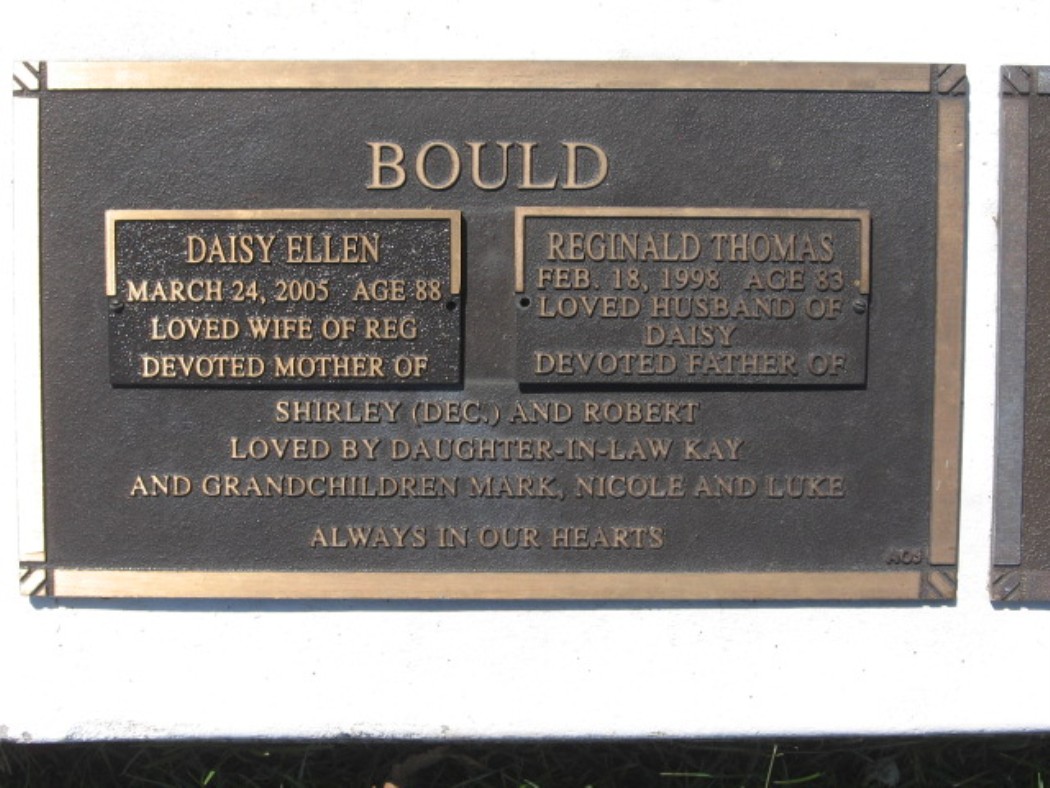 BOULD
DAISY ELLEN
MARCH 24, 2005 AGE 88
LOVED WIFE OF REG
DEVOTED MOTHER OF
REGINALD THOMAS
FEB. 18, 1998 AGE 83
LOVED HUSBAND OF
DAISY
DEVOTED FATHER OF
SHIRLEY (DEC.) AND ROBERT
LOVED BY DAUGHTER-IN-LAW KAY
AND GRANDCHILDREN MARK, NICOLE AND LUKE
ALWAYS IN OUR HEARTS